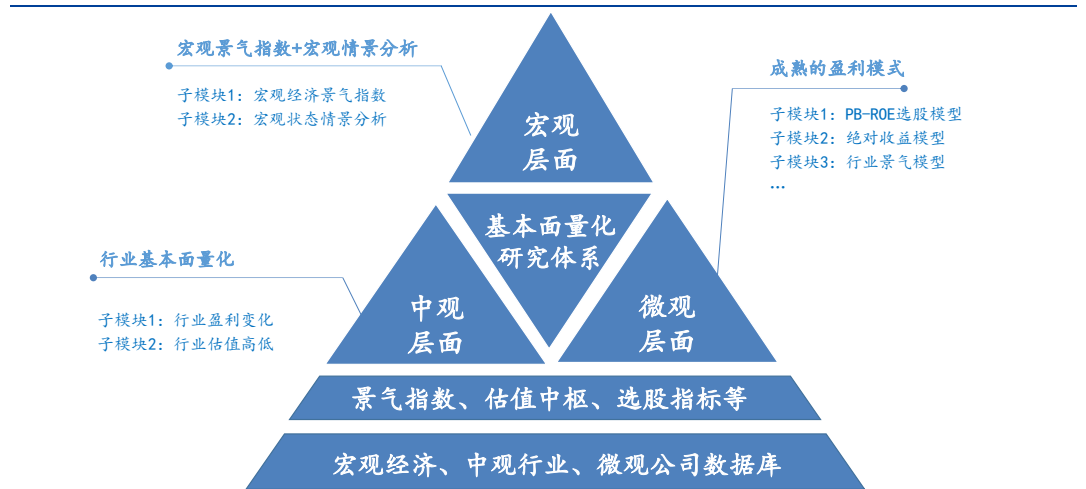 宏观景气指数+宏观情景分析
子模块1：宏观经济景气指数
子模块2：宏观状态情景分析
成熟的盈利模式
子模块1：PB-ROE选股模型
子模块2：绝对收益模型
子模块3：行业景气模型
…
宏观
层面
基本面量化
研究体系
行业基本面量化
子模块1：行业盈利变化
子模块2：行业估值高低
中观
层面
微观
层面
景气指数、估值中枢、选股指标等
宏观经济、中观行业、微观公司数据库